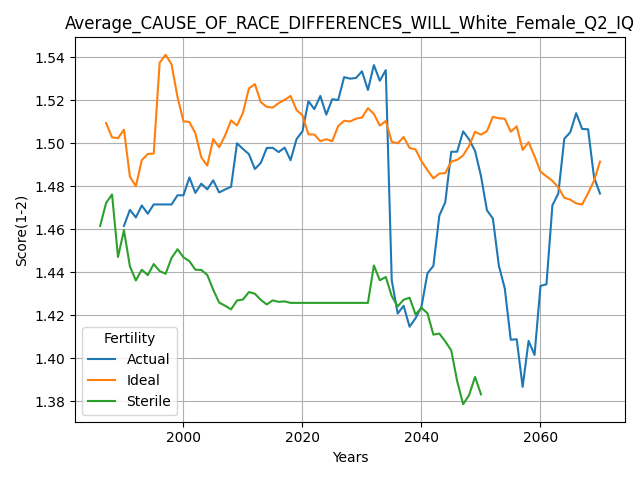 Average_CAUSE_OF_RACE_DIFFERENCES_WILL_White_Female_Q2_IQ
1.54
1.52
1.50
1.48
1.46
1.44
1.42
1.40
1.38
Score(1-2)
Fertility
Actual
Ideal
Sterile
2000 2020 2040 2060
Years